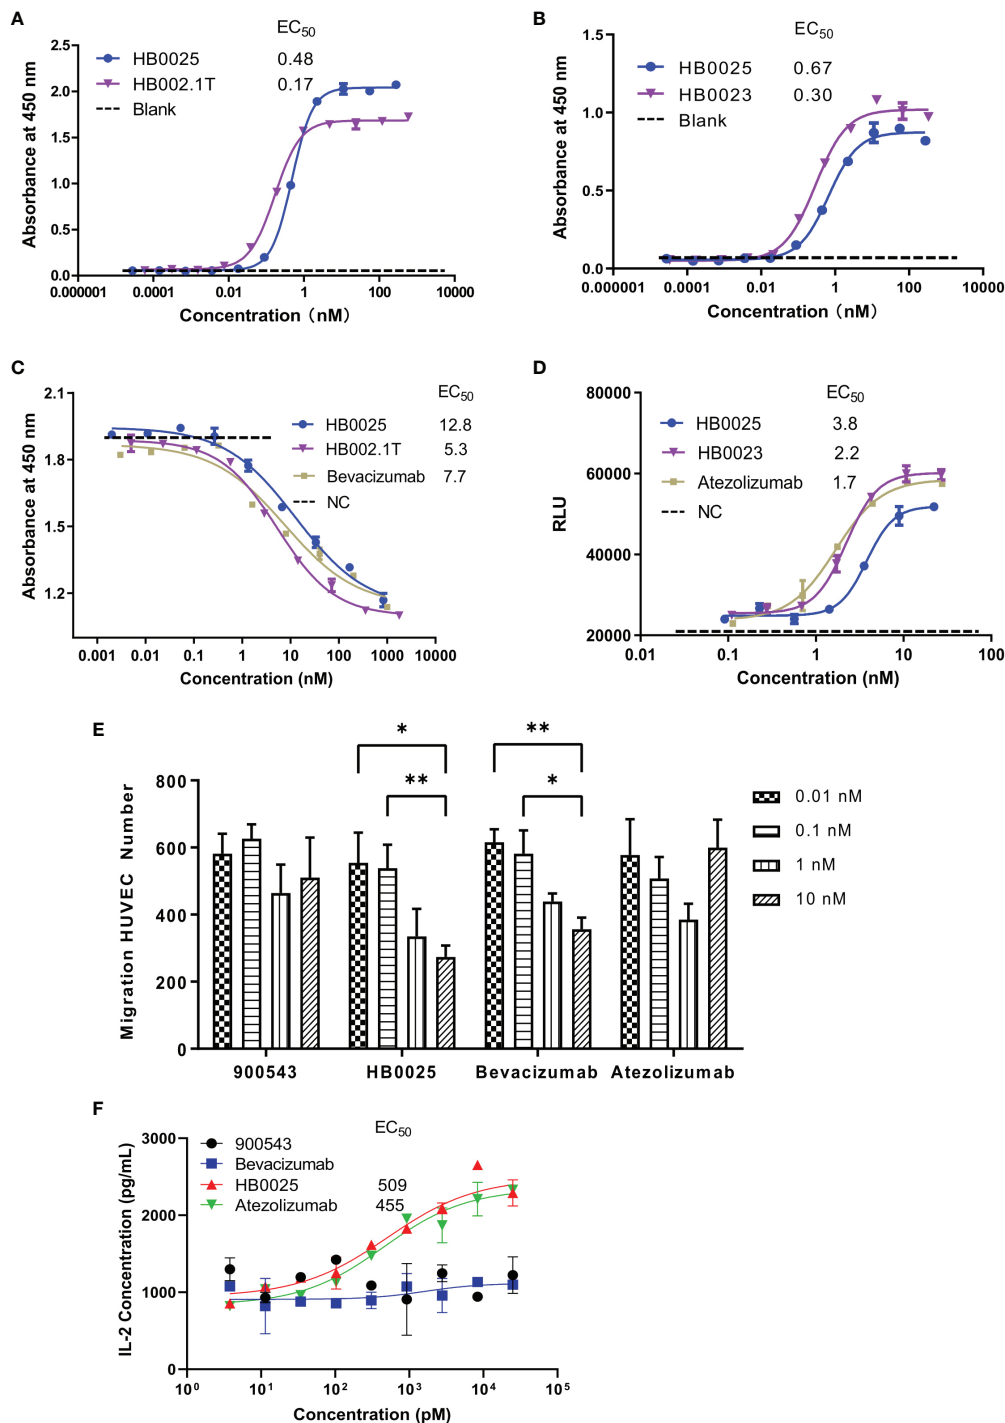 A
EC50
HB0025 0.48
HB002.1T 0.17
Blank
Absorbance at 450 nm
2.5
2.0
1.5
1.0
0.5
0.0
0.000001 0.0001 0.01 1 100 10000
Concentration (nM)
B
EC50
HB0025 0.67
HB0023 0.30
Blank
Absorbance at 450 nm
1.5
1.0
0.5
0.0
0.000001 0.0001 0.01 1 100 10000
Concentration (nM)
C
EC50
HB0025 12.8
HB002.1T 5.3
Bevacizumab 7.7
NC
Absorbance at 450 nm
2.1
1.8
1.5
1.2
0.001 0.01 0.1 1 10 100 1000 10000
Concentration (nM)
D
EC50
HB0025 3.8
HB0023 2.2
Atezolizumab 1.7
NC
RLU
80000
60000
40000
20000
0.01 0.1 1 10 100
Concentration (nM)
E
* **
** *
Migration HUVEC Number
800
600
400
200
0
900543 HB0025 Bevacizumab Atezolizumab
0.01 nM
0.1 nM
1 nM
10 nM
F
EC50
900543
Bevacizumab
HB0025 509
Atezolizumab 455
IL-2 Concentration (pg/mL)
3000
2000
1000
0
10⁰ 10¹ 10² 10³ 10⁴ 10⁵
Concentration (pM)